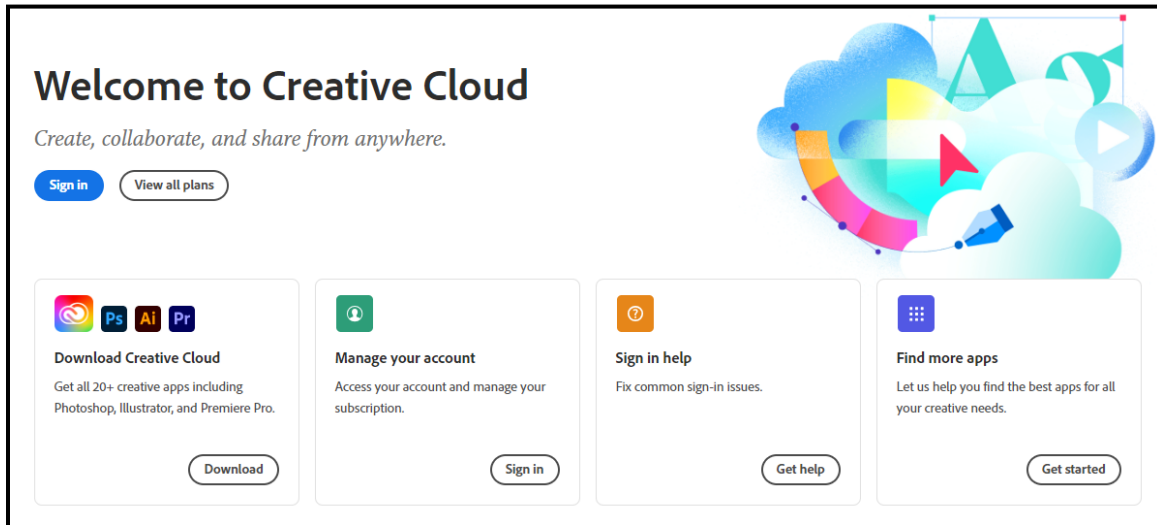 Welcome to Creative Cloud
Create, collaborate, and share from anywhere.
Sign in
View all plans
Ag
Ps Ai Pr
Download Creative Cloud
Get all 20+ creative apps including
Photoshop, Illustrator, and Premiere Pro.
Download
Manage your account
Access your account and manage your
subscription.
Sign in
Sign in help
Fix common sign-in issues.
Get help
Find more apps
Let us help you find the best apps for all
your creative needs.
Get started